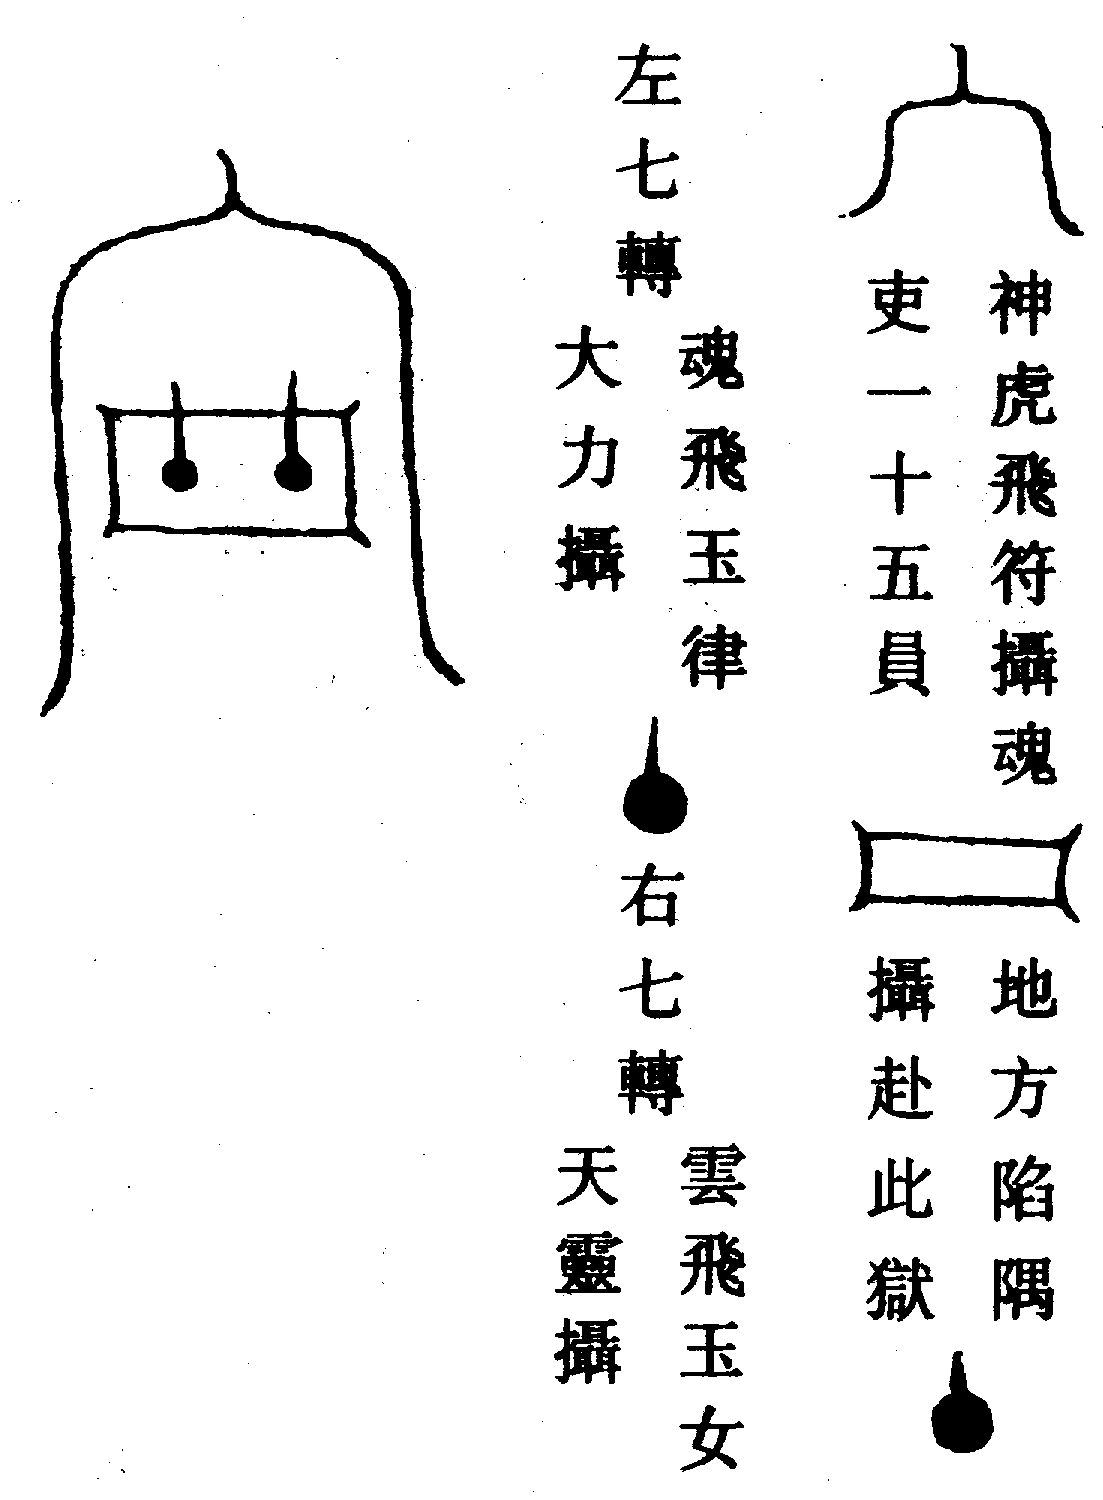 神虎飛符攝魂
吏一十五員
地方陷隅
攝赴此獄
左七轉
魂飛玉律
大力攝
右七轉
雲飛玉女
天靈攝